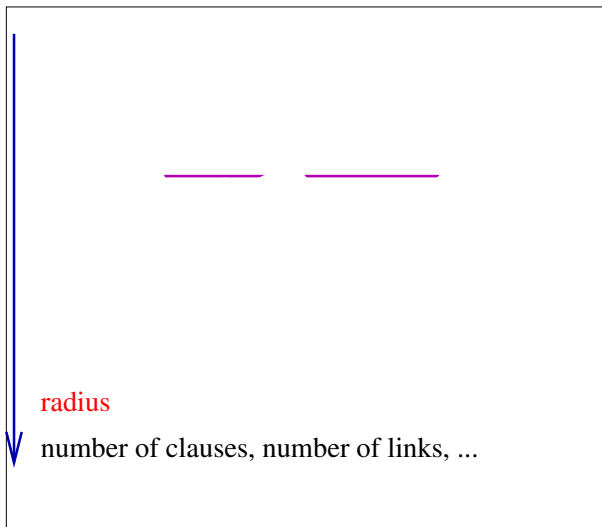 radius
number of clauses, number of links, ...